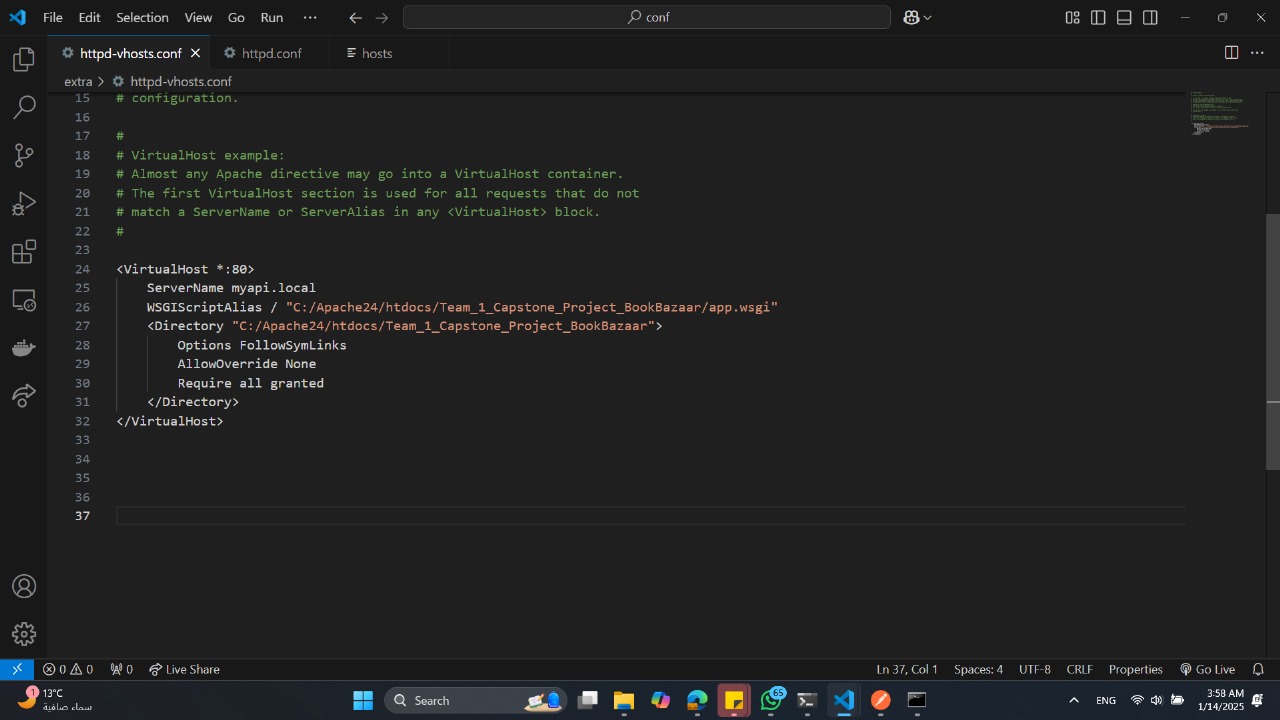 File Edit Selection View Go Run ··· conf
httpd-vhosts.conf httpd.conf hosts
extra > httpd-vhosts.conf
15 # configuration.
16
17 #
18 # VirtualHost example:
19 # Almost any Apache directive may go into a VirtualHost container.
20 # The first VirtualHost section is used for all requests that do not
21 # match a ServerName or ServerAlias in any <VirtualHost> block.
22 #
23
24 <VirtualHost *:80>
25 ServerName myapi.local
26 WSGIScriptAlias / "C:/Apache24/htdocs/Team_1_Capstone_Project_BookBazaar/app.wsgi"
27 <Directory "C:/Apache24/htdocs/Team_1_Capstone_Project_BookBazaar">
28 Options FollowSymLinks
29 AllowOverride None
30 Require all granted
31 </Directory>
32 </VirtualHost>
33
34
35
36
37
0 0 0 Live Share Ln 37, Col 1 Spaces: 4 UTF-8 CRLF Properties Go Live
1 13°C
سماء صافية
Search 65 ENG
3:58 AM
1/14/2025